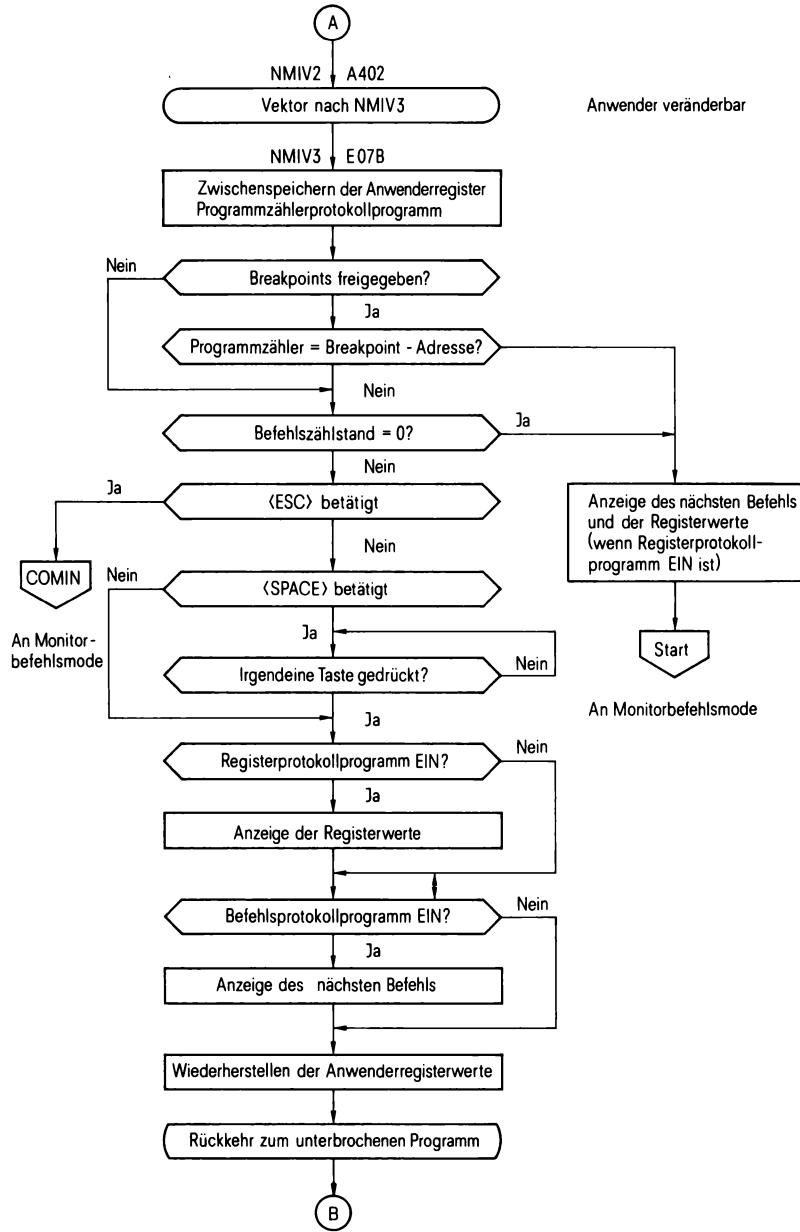 A
NMIV2 A402
Vektor nach NMIV3
Anwender veränderbar
NMIV3 E07B
Zwischenspeichern der Anwenderregister
Programmzählerprotokollprogramm
Nein
Breakpoints freigegeben?
Ja
Programmzähler = Breakpoint - Adresse?
Nein
Befehlszählstand = 0?
Ja
Nein
Ja
⟨ESC⟩ betätigt
Anzeige des nächsten Befehls
und der Registerwerte
(wenn Registerprotokoll-
programm EIN ist)
Nein
COMIN
Nein
⟨SPACE⟩ betätigt
An Monitor-
befehlsmode
Ja
Start
Irgendeine Taste gedrückt?
Nein
An Monitorbefehlsmode
Ja
Nein
Registerprotokollprogramm EIN?
Ja
Anzeige der Registerwerte
Befehlsprotokollprogramm EIN?
Nein
Ja
Anzeige des nächsten Befehls
Wiederherstellen der Anwenderregisterwerte
Rückkehr zum unterbrochenen Programm
B